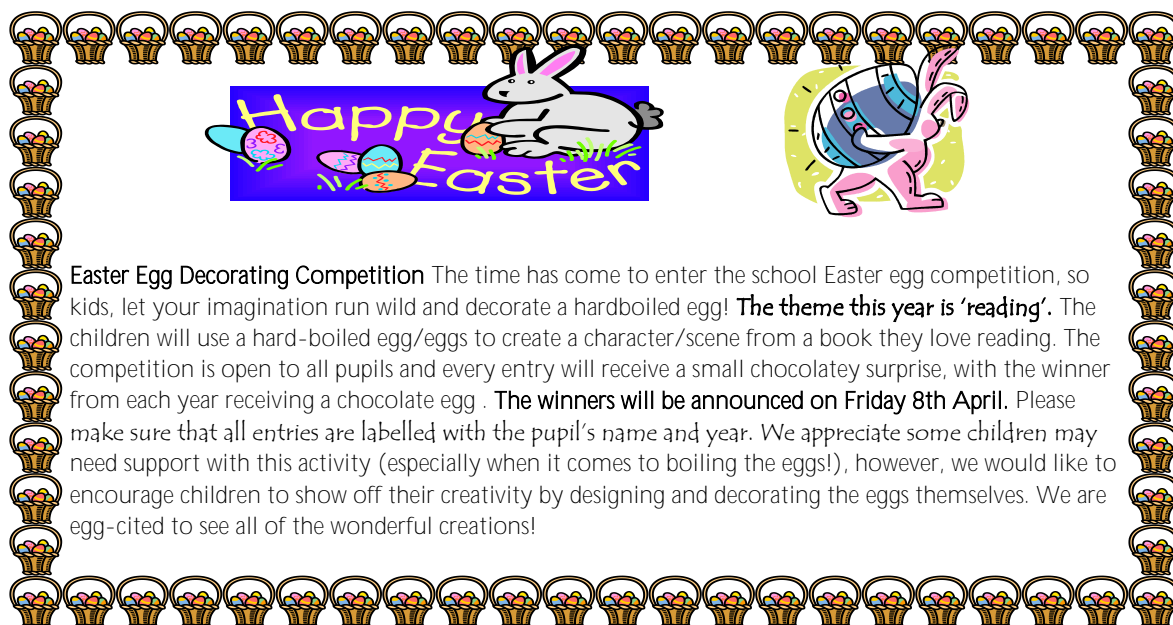 Happy
Easter
Easter Egg Decorating Competition The time has come to enter the school Easter egg competition, so
kids, let your imagination run wild and decorate a hardboiled egg! The theme this year is ‘reading’. The
children will use a hard-boiled egg/eggs to create a character/scene from a book they love reading. The
competition is open to all pupils and every entry will receive a small chocolatey surprise, with the winner
from each year receiving a chocolate egg . The winners will be announced on Friday 8th April. Please
make sure that all entries are labelled with the pupil’s name and year. We appreciate some children may
need support with this activity (especially when it comes to boiling the eggs!), however, we would like to
encourage children to show off their creativity by designing and decorating the eggs themselves. We are
egg-cited to see all of the wonderful creations!